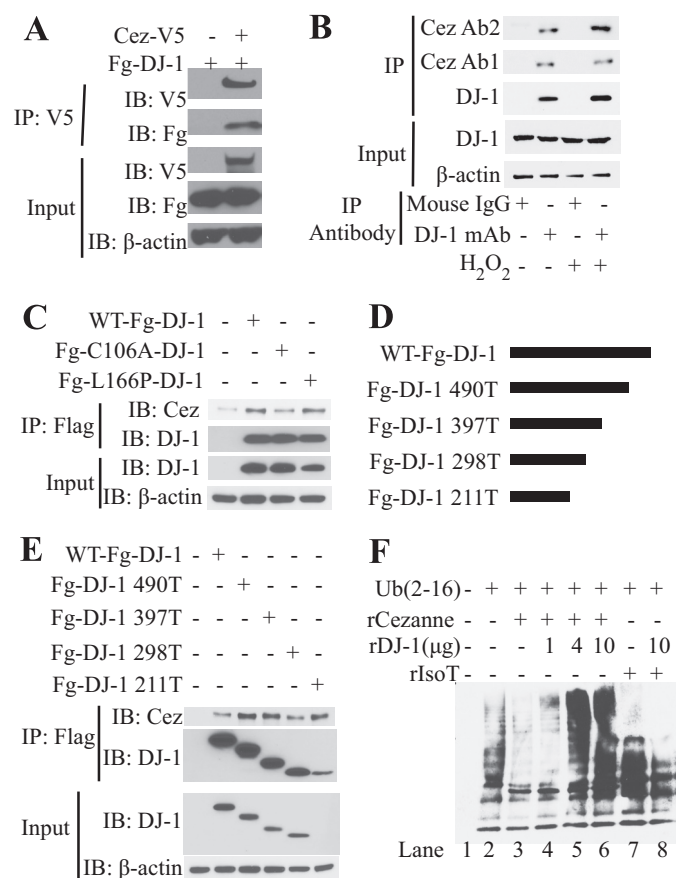 A
Cez-V5 - +
Fg-DJ-1 + +
IP: V5
IB: V5
IB: Fg
Input
IB: V5
IB: Fg
IB: β-actin
B
IP
Cez Ab2
Cez Ab1
DJ-1
Input
DJ-1
β-actin
IP Antibody
Mouse IgG + - + -
DJ-1 mAb - + - +
H₂O₂ - - + +
C
WT-Fg-DJ-1 - + - -
Fg-C106A-DJ-1 - - + -
Fg-L166P-DJ-1 - - - +
IP: Flag
IB: Cez
IB: DJ-1
Input
IB: DJ-1
IB: β-actin
D
WT-Fg-DJ-1
Fg-DJ-1 490T
Fg-DJ-1 397T
Fg-DJ-1 298T
Fg-DJ-1 211T
E
WT-Fg-DJ-1 - + - - - -
Fg-DJ-1 490T - - + - - -
Fg-DJ-1 397T - - - + - -
Fg-DJ-1 298T - - - - + -
Fg-DJ-1 211T - - - - - +
IP: Flag
IB: Cez
IB: DJ-1
Input
IB: DJ-1
IB: β-actin
F
Ub(2-16) - + + + + + + +
rCezanne - - + + + + - -
rDJ-1(μg) - - - 1 4 10 - 10
rIsoT - - - - - - + +
Lane 1 2 3 4 5 6 7 8